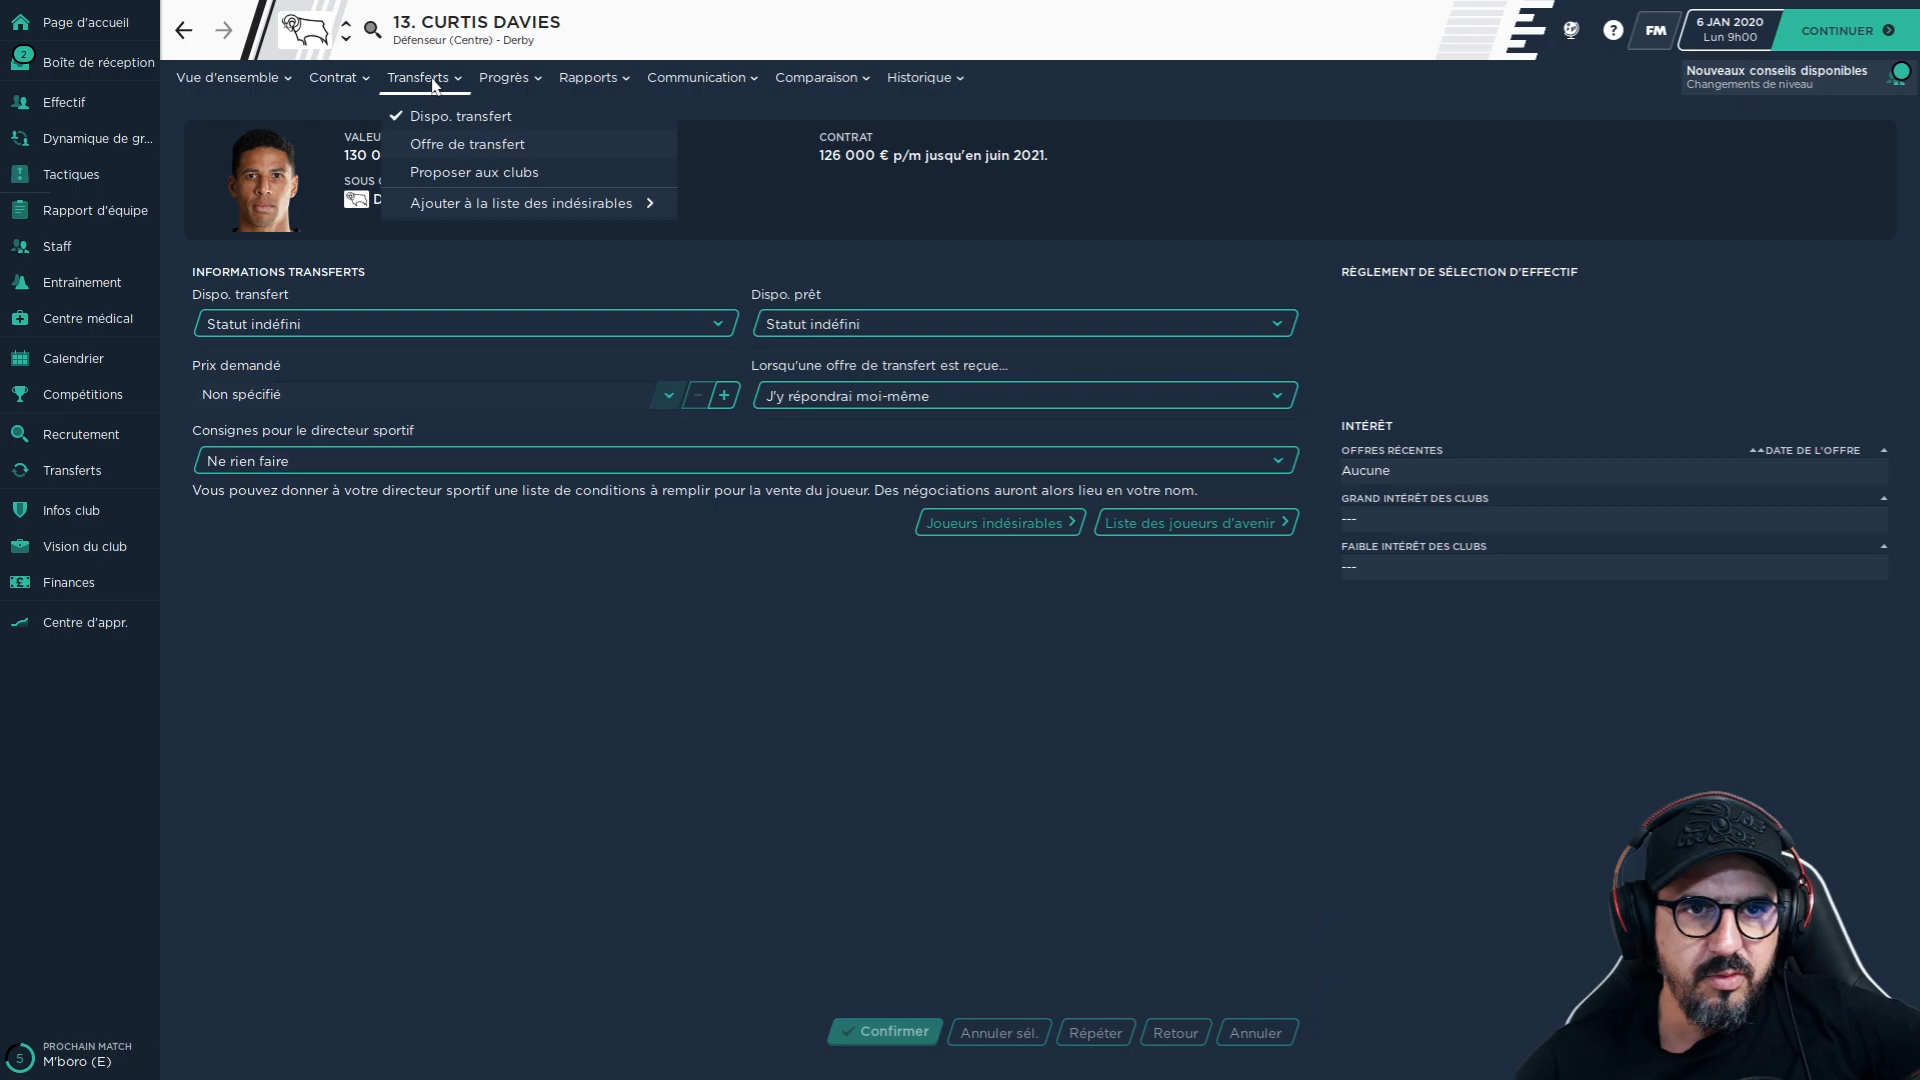 Page d'accueil
2
Boîte de réception
Effectif
Dynamique de gr...
Tactiques
Rapport d'équipe
Staff
Entraînement
Centre médical
Calendrier
Compétitions
Recrutement
Transferts
Infos club
Vision du club
Finances
Centre d'appr.
5
PROCHAIN MATCH
M'boro (E)
13. CURTIS DAVIES
Défenseur (Centre) - Derby
?
FM
6 JAN 2020
Lun 9h00
CONTINUER
Vue d'ensemble
Contrat
Transferts
Progrès
Rapports
Communication
Comparaison
Historique
Nouveaux conseils disponibles
Changements de niveau
Dispo. transfert
Offre de transfert
Proposer aux clubs
Ajouter à la liste des indésirables
VALEU
130 0
SOUS
D
CONTRAT
126 000 € p/m jusqu'en juin 2021.
INFORMATIONS TRANSFERTS
Dispo. transfert
Statut indéfini
Dispo. prêt
Statut indéfini
Prix demandé
Non spécifié
Lorsqu'une offre de transfert est reçue...
J'y répondrai moi-même
Consignes pour le directeur sportif
Ne rien faire
Vous pouvez donner à votre directeur sportif une liste de conditions à remplir pour la vente du joueur. Des négociations auront alors lieu en votre nom.
Joueurs indésirables
Liste des joueurs d'avenir
RÈGLEMENT DE SÉLECTION D'EFFECTIF
INTÉRÊT
OFFRES RÉCENTES
DATE DE L'OFFRE
Aucune
GRAND INTÉRÊT DES CLUBS
---
FAIBLE INTÉRÊT DES CLUBS
---
Confirmer
Annuler sél.
Répéter
Retour
Annuler